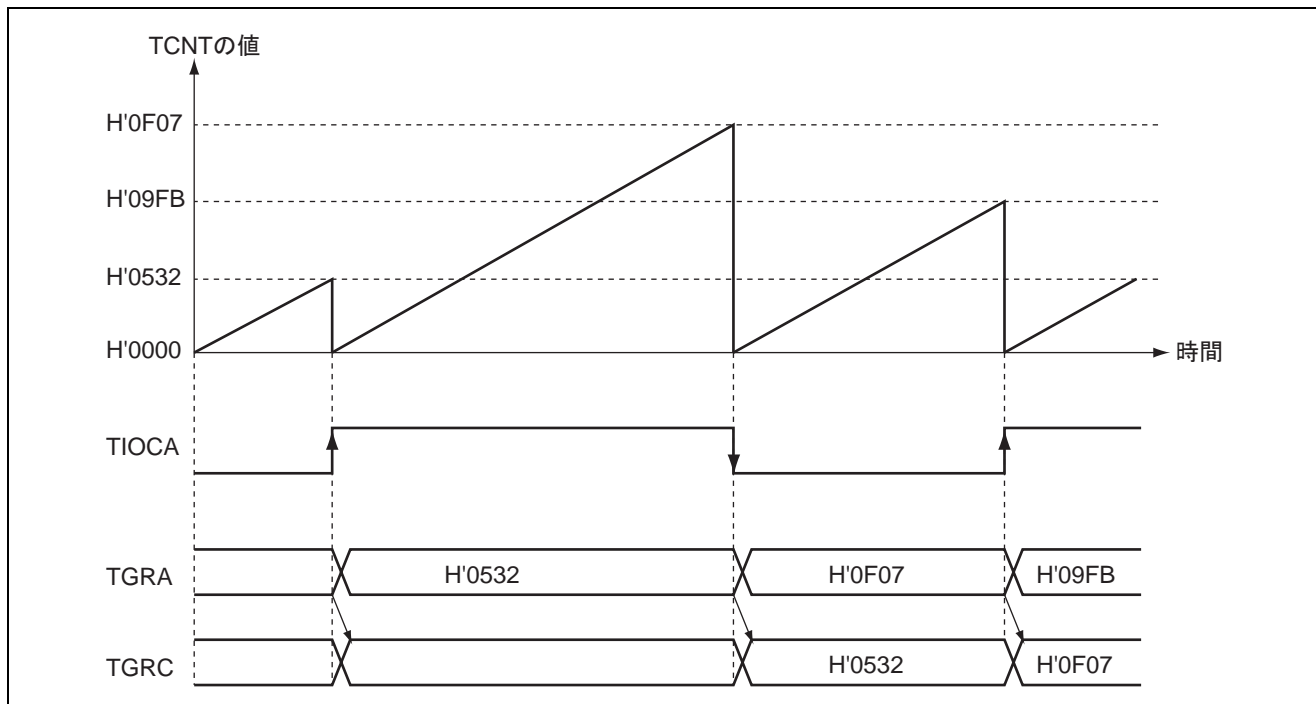 TCNTの値
H'0F07
H'09FB
H'0532
H'0000
時間
TIOCA
TGRA H'0532 H'0F07 H'09FB
TGRC H'0532 H'0F07